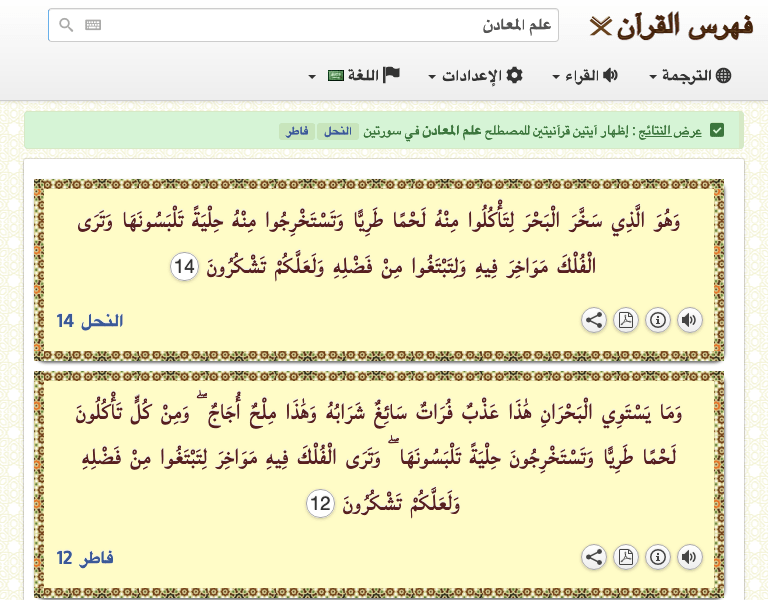 فهرس القرآن
علم المعادن
الترجمة القراء الإعدادات اللغة
عرض النتائج : إظهار آيتين قرآنيتين للمصطلح علم المعادن في سورتين النحل فاطر
وَهُوَ الَّذِي سَخَّرَ الْبَحْرَ لِتَأْكُلُوا مِنْهُ لَحْمًا طَرِيًّا وَتَسْتَخْرِجُوا مِنْهُ حِلْيَةً تَلْبَسُونَهَا وَتَرَى
الْفُلْكَ مَوَاخِرَ فِيهِ وَلِتَبْتَغُوا مِنْ فَضْلِهِ وَلَعَلَّكُمْ تَشْكُرُونَ 14
النحل 14
وَمَا يَسْتَوِي الْبَحْرَانِ هَٰذَا عَذْبٌ فُرَاتٌ سَائِغٌ شَرَابُهُ وَهَٰذَا مِلْحٌ أُجَاجٌ ۖ وَمِنْ كُلٍّ تَأْكُلُونَ
لَحْمًا طَرِيًّا وَتَسْتَخْرِجُونَ حِلْيَةً تَلْبَسُونَهَا ۖ وَتَرَى الْفُلْكَ فِيهِ مَوَاخِرَ لِتَبْتَغُوا مِنْ فَضْلِهِ
وَلَعَلَّكُمْ تَشْكُرُونَ 12
فاطر 12